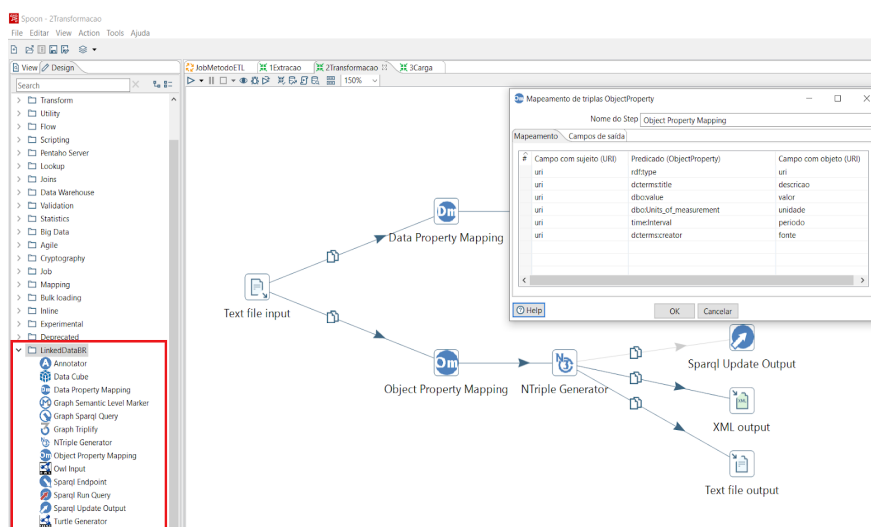 Spoon - 2Transformacao
File Editar View Action Tools Ajuda
View Design
Search
Transform
Utility
Flow
Scripting
Pentaho Server
Lookup
Joins
Data Warehouse
Validation
Statistics
Big Data
Agile
Cryptography
Job
Mapping
Bulk loading
Inline
Experimental
Deprecated
LinkedDataBR
Annotator
Data Cube
Data Property Mapping
Graph Semantic Level Marker
Graph Sparql Query
Graph Triplify
NTriple Generator
Object Property Mapping
Owl Input
Sparql Endpoint
Sparql Run Query
Sparql Update Output
Turtle Generator
JobMetodoETL 1Extracao 2Transformacao 3Carga
150%
Text file input
Dm
Data Property Mapping
Om
Object Property Mapping
NTriple Generator
Sparql Update Output
XML
XML output
Text file output
Mapeamento de triplas ObjectProperty
Nome do Step Object Property Mapping
Mapeamento Campos de saída
# Campo com sujeito (URI) Predicado (ObjectProperty) Campo com objeto (URI)
uri rdf:type uri
uri dcterms:title descricao
uri dbo:value valor
uri dbo:Units_of_measurement unidade
uri time:Interval periodo
uri dcterms:creator fonte
Help OK Cancelar